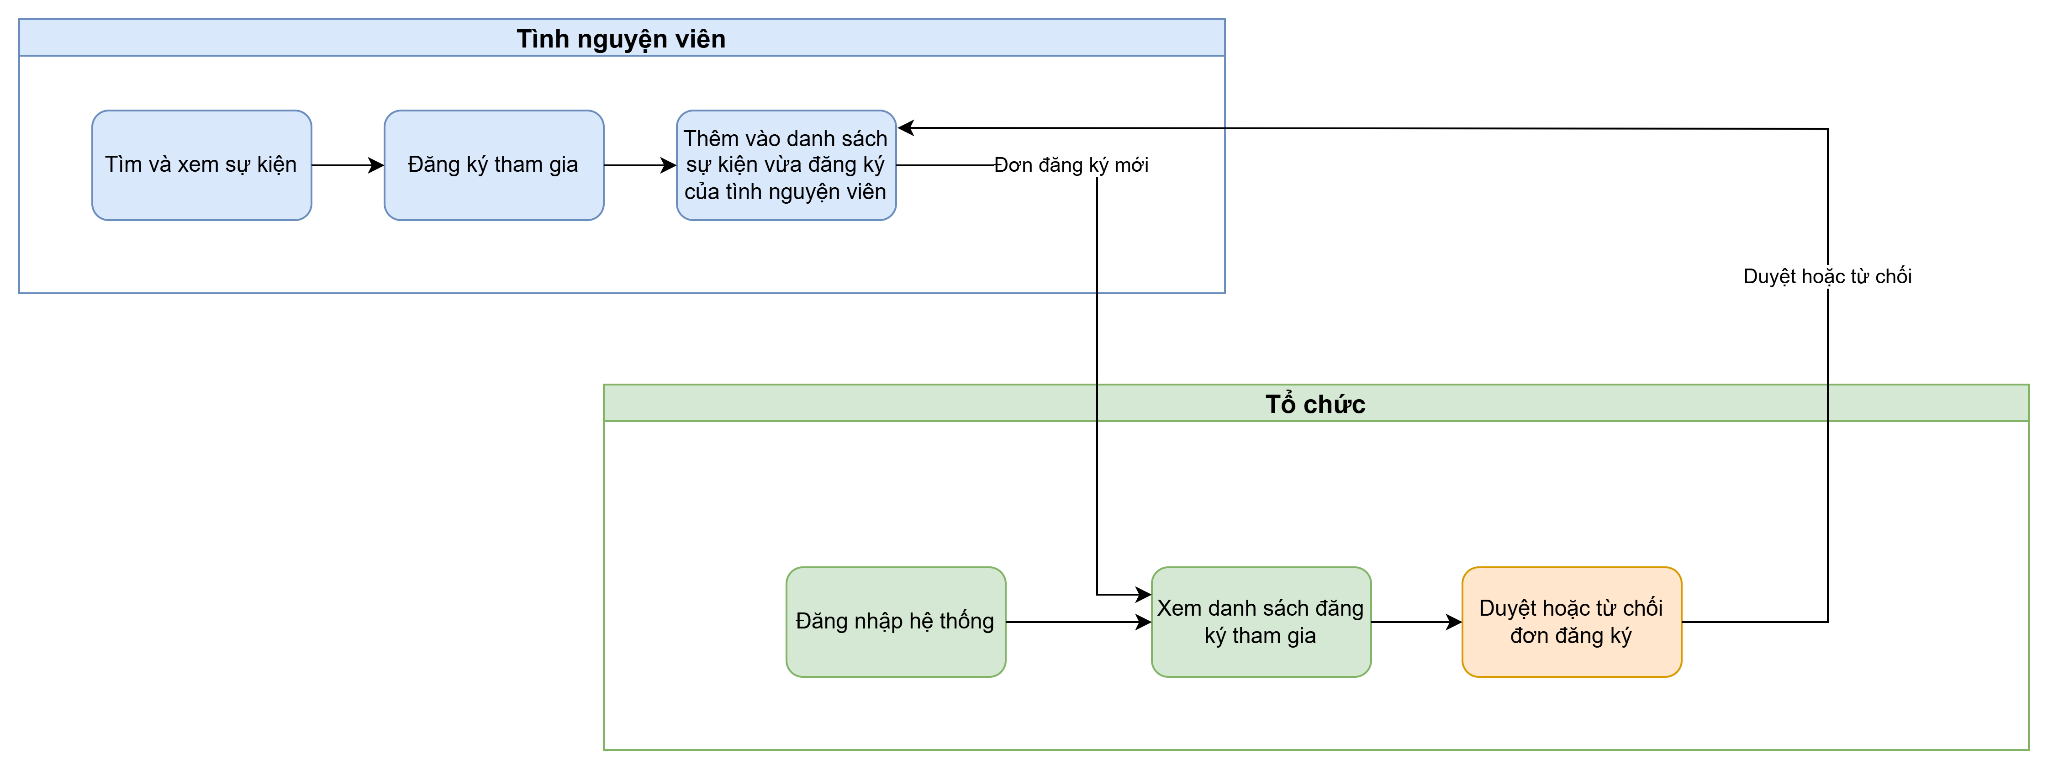 Tình nguyện viên
Tìm và xem sự kiện
Đăng ký tham gia
Thêm vào danh sách
sự kiện vừa đăng ký
của tình nguyện viên
Đơn đăng ký mới
Duyệt hoặc từ chối
Tổ chức
Đăng nhập hệ thống
Xem danh sách đăng
ký tham gia
Duyệt hoặc từ chối
đơn đăng ký